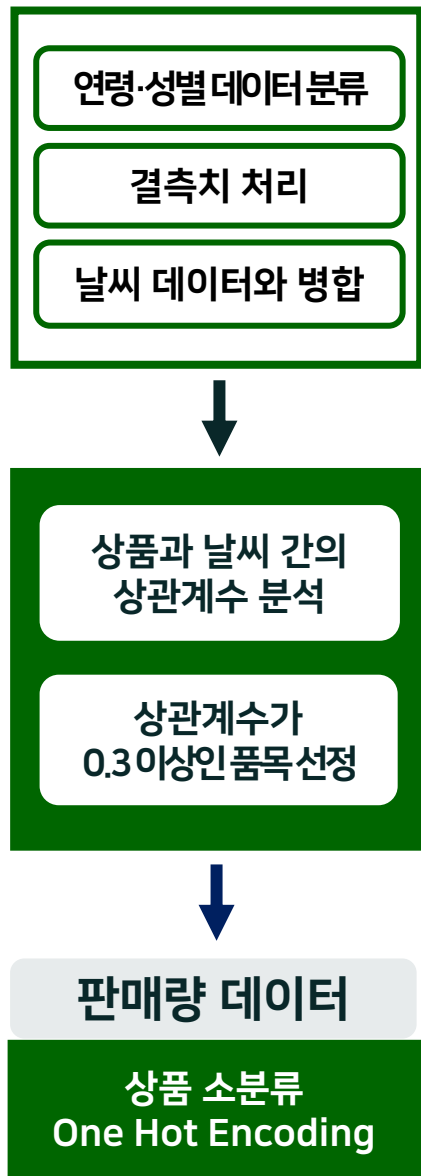 연령·성별 데이터 분류
결측치 처리
날씨 데이터와 병합
상품과 날씨 간의
상관계수 분석
상관계수가
0.3 이상인 품목 선정
판매량 데이터
상품 소분류
One Hot Encoding